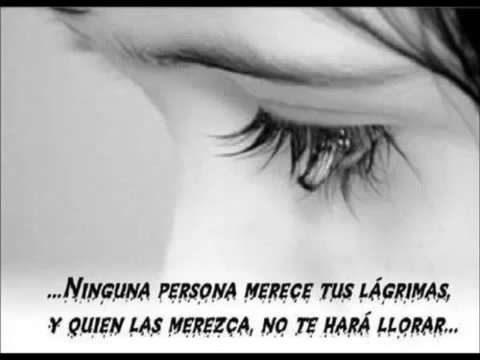 ...NINGUNA PERSONA MERECE TUS LÁGRIMAS,
Y QUIEN LAS MEREZCA, NO TE HARÁ LLORAR...